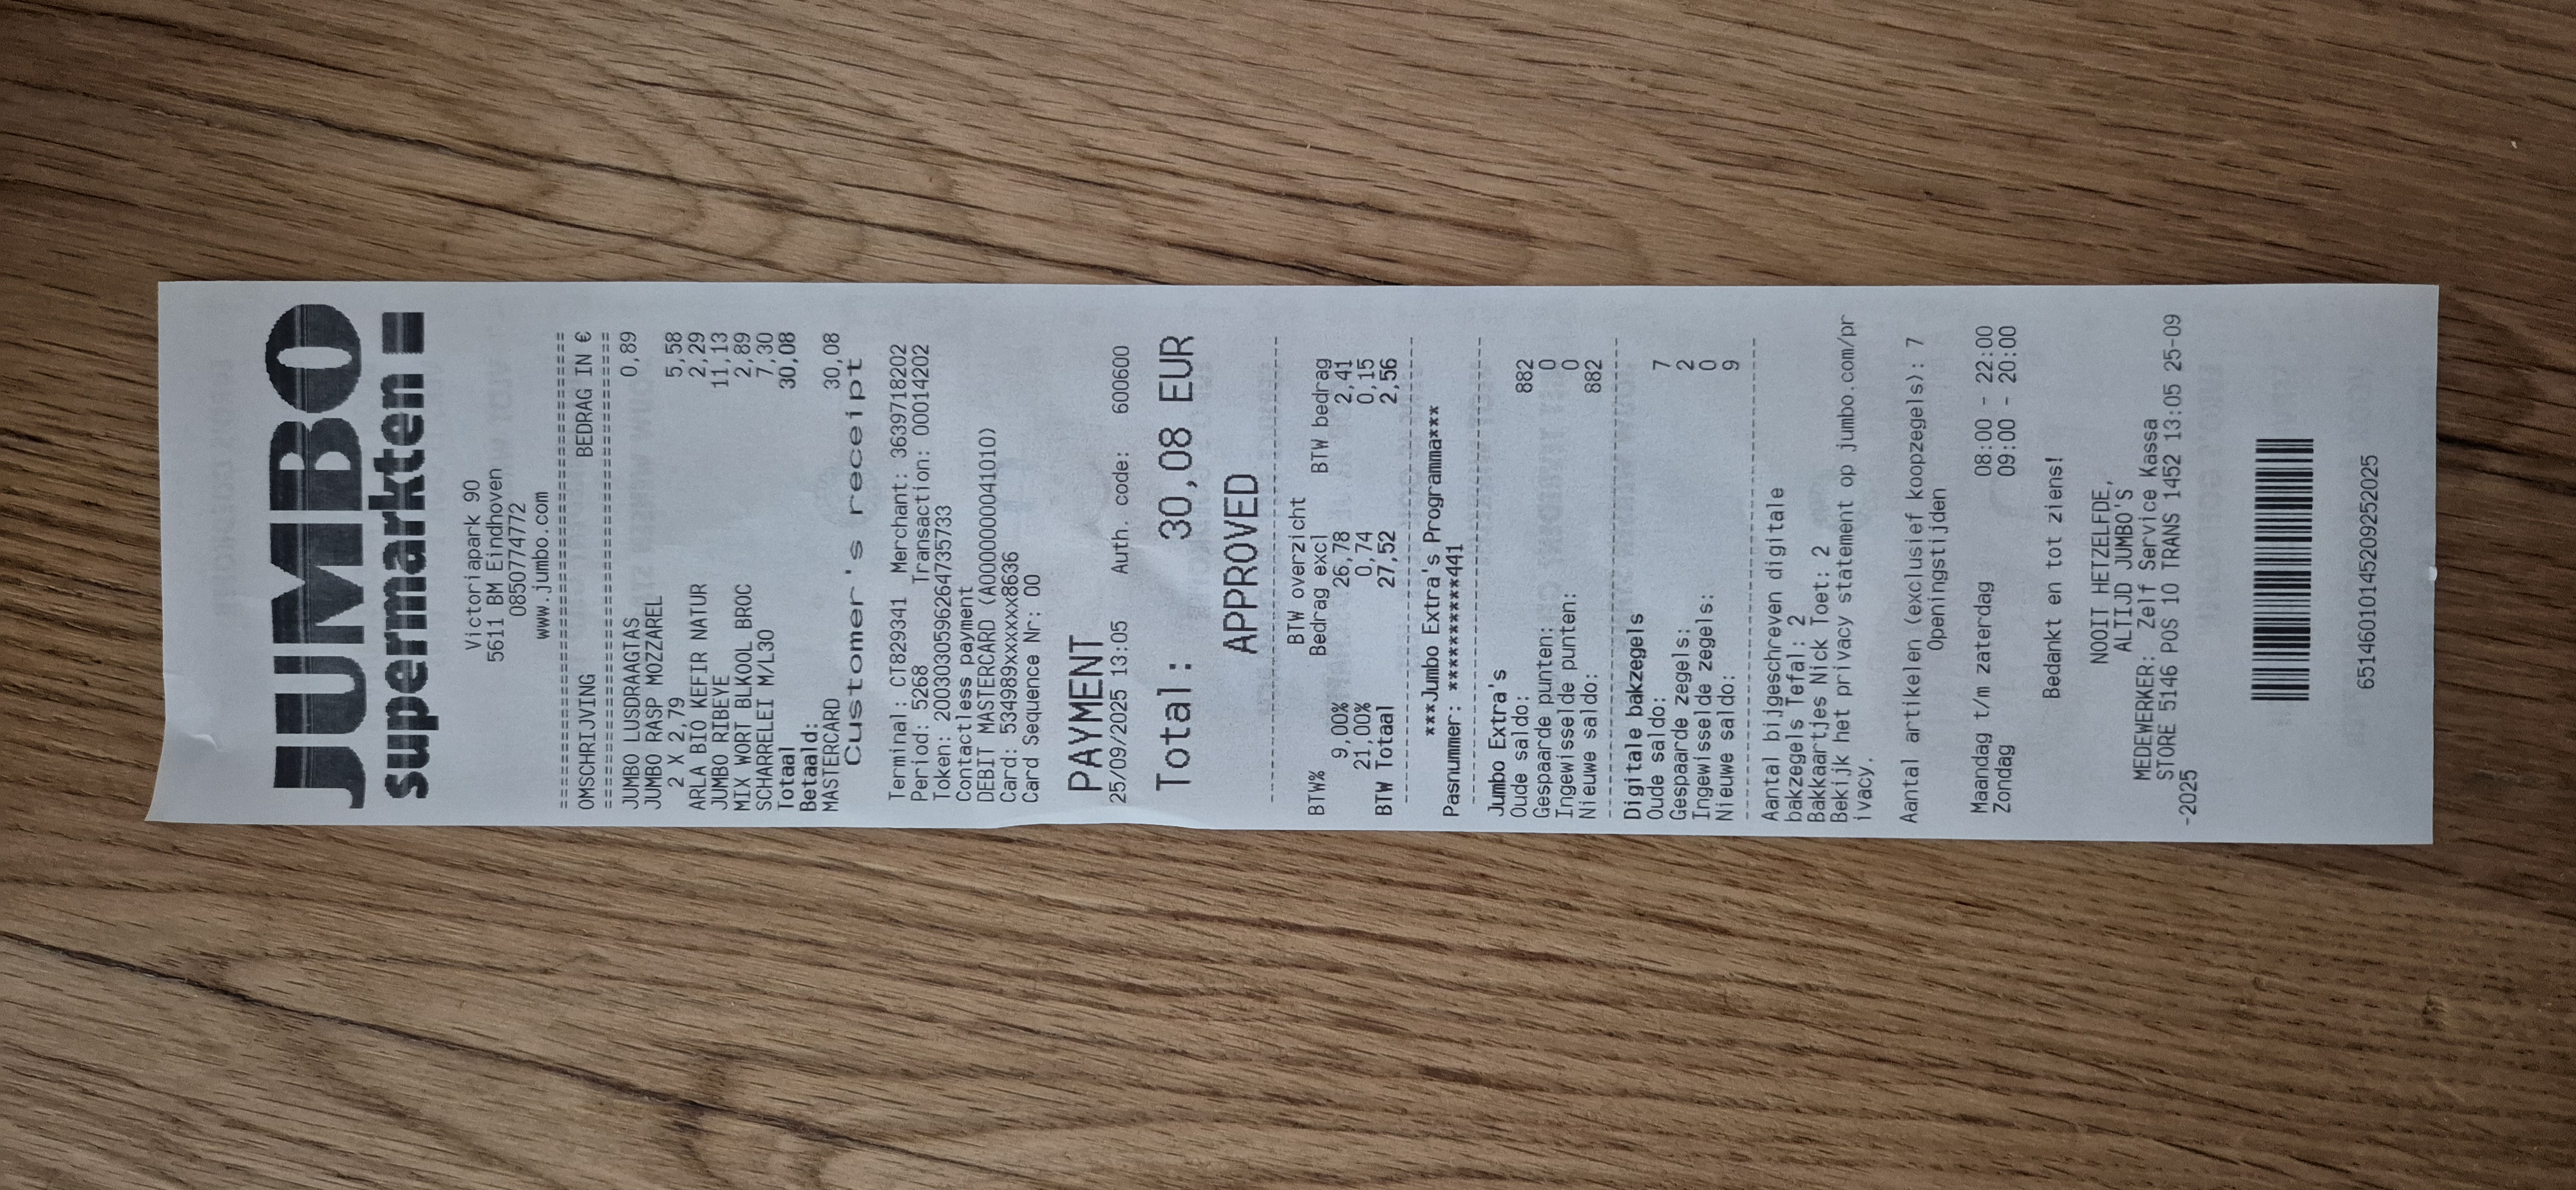 JUMBO
supermarkten
Victoriapark 90
5611 BM Eindhoven
0850774772
www.jumbo.com
==========================================
OMSCHRIJVING BEDRAG IN €
==========================================
JUMBO LUSDRAAGTAS 0,89
JUMBO RASP MOZZAREL
2 X 2,79 5,58
ARLA BIO KEFIR NATUR 2,29
JUMBO RIBEYE 11,13
MIX WORT BLKOOL BROC 2,89
SCHARRELEI M/L30 7,30
Totaal 30,08
Betaald:
MASTERCARD 30,08
Customer's receipt
Terminal: CT829341 Merchant: 3639718202
Period: 5268 Transaction: 00014202
Token: 2003030596264735733
Contactless payment
DEBIT MASTERCARD (A0000000041010)
Card: 534989xxxxxx8636
Card Sequence Nr: 00
PAYMENT
25/09/2025 13:05 Auth. code: 600600
Total: 30,08 EUR
APPROVED
------------------------------------------
BTW overzicht
BTW% Bedrag excl BTW bedrag
9,00% 26,78 2,41
21,00% 0,74 0,15
BTW Totaal 27,52 2,56
------------------------------------------
***Jumbo Extra's Programma***
Pasnummer: **********441
------------------------------------------
Jumbo Extra's
Oude saldo: 882
Gespaarde punten: 0
Ingewisselde punten: 0
Nieuwe saldo: 882
------------------------------------------
Digitale bakzegels
Oude saldo: 7
Gespaarde zegels: 2
Ingewisselde zegels: 0
Nieuwe saldo: 9
------------------------------------------
Aantal bijgeschreven digitale
bakzegels Tefal: 2
Bakkaartjes Nick Toet: 2
Bekijk het privacy statement op jumbo.com/pr
ivacy.
Aantal artikelen (exclusief koopzegels): 7
Openingstijden
Maandag t/m zaterdag 08:00 - 22:00
Zondag 09:00 - 20:00
Bedankt en tot ziens!
NOOIT HETZELFDE,
ALTIJD JUMBO'S
MEDEWERKER: Zelf Service Kassa
STORE 5146 POS 10 TRANS 1452 13:05 25-09
-2025
65146010145209252025